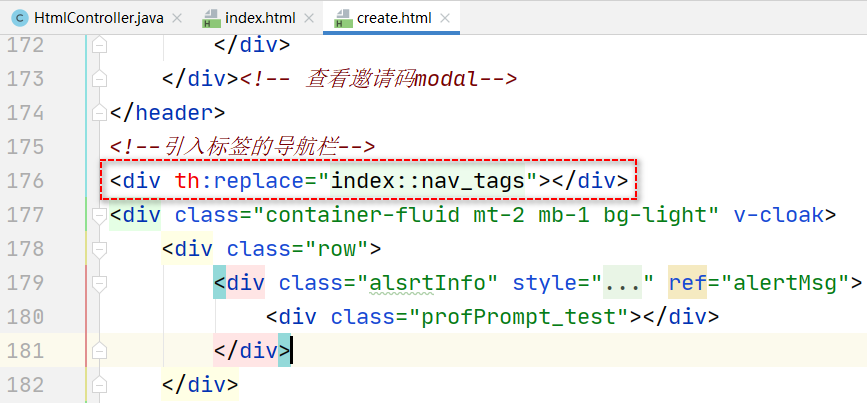 HtmlController.java index.html create.html
172 </div>
173 </div><!-- 查看邀请码modal-->
174 </header>
175 <!--引入标签的导航栏-->
176 <div th:replace="index::nav_tags"></div>
177 <div class="container-fluid mt-2 mb-1 bg-light" v-cloak>
178 <div class="row">
179 <div class="alsrtInfo" style="..." ref="alertMsg">
180 <div class="profPrompt_test"></div>
181 </div>
182 </div>